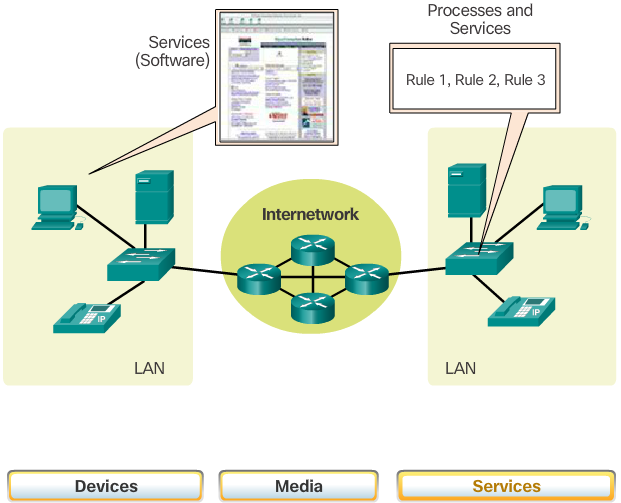 Processes and
Services
Services
(Software)
Rule 1, Rule 2, Rule 3
Internetwork
IP
IP
LAN
LAN
Devices
Media
Services